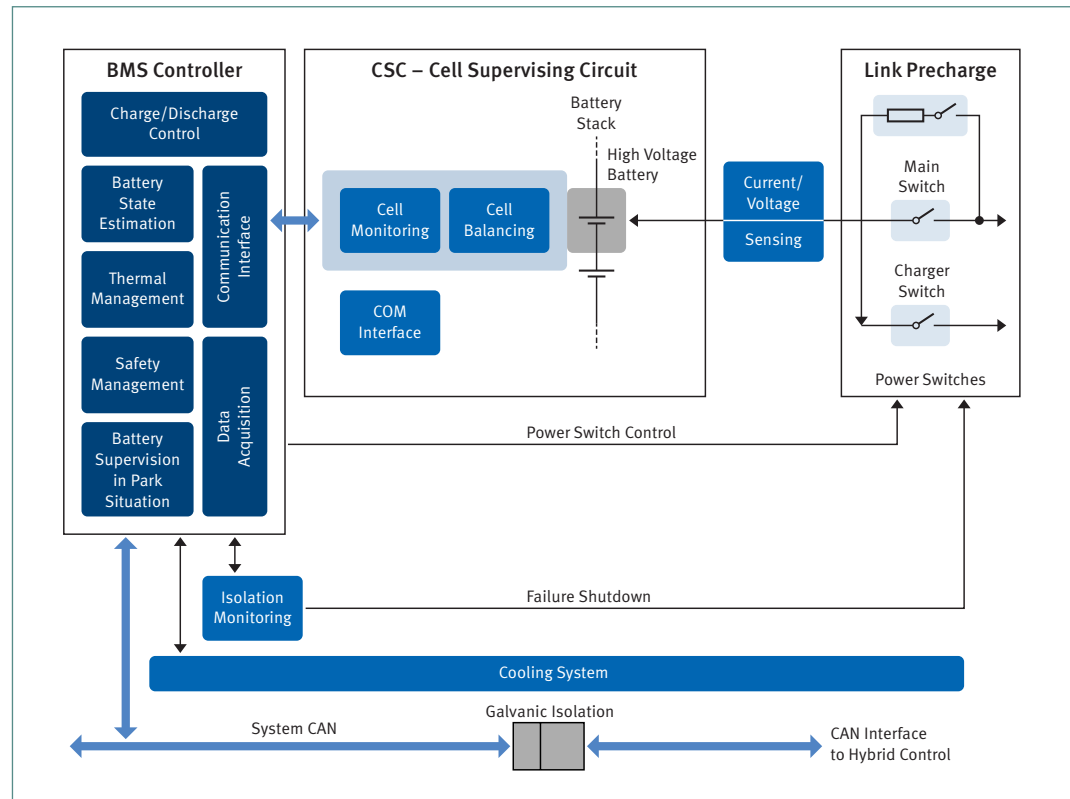 BMS Controller
Charge/Discharge
Control
Battery
State
Estimation
Communication
Interface
Thermal
Management
Safety
Management
Data
Acquisition
Battery
Supervision
in Park
Situation
CSC – Cell Supervising Circuit
Battery
Stack
High Voltage
Battery
Cell
Monitoring
Cell
Balancing
COM
Interface
Current/
Voltage
Sensing
Link Precharge
Main
Switch
Charger
Switch
Power Switches
Power Switch Control
Isolation
Monitoring
Failure Shutdown
Cooling System
System CAN
Galvanic Isolation
CAN Interface
to Hybrid Control